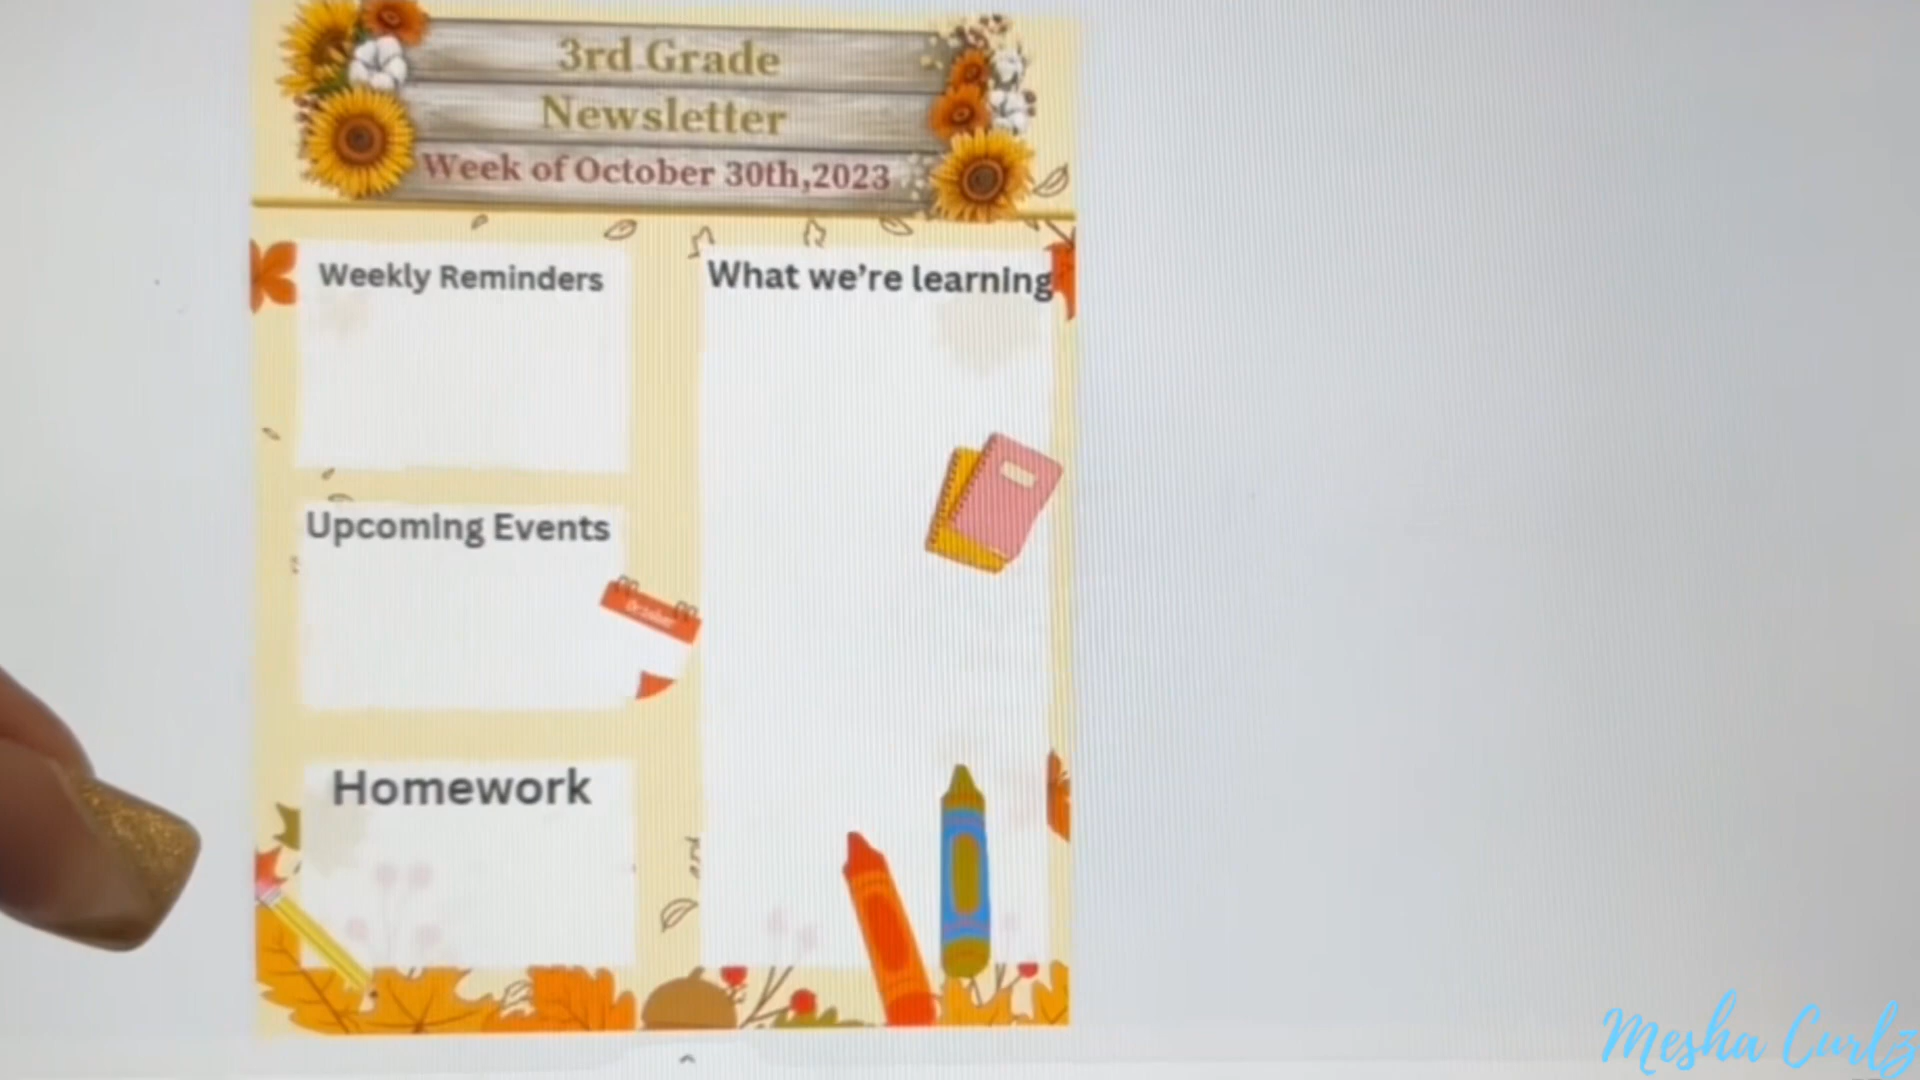 3rd Grade
Newsletter
Week of October 30th,2023
Weekly Reminders
What we're learning
Upcoming Events
October
Homework
Mesha Curlz